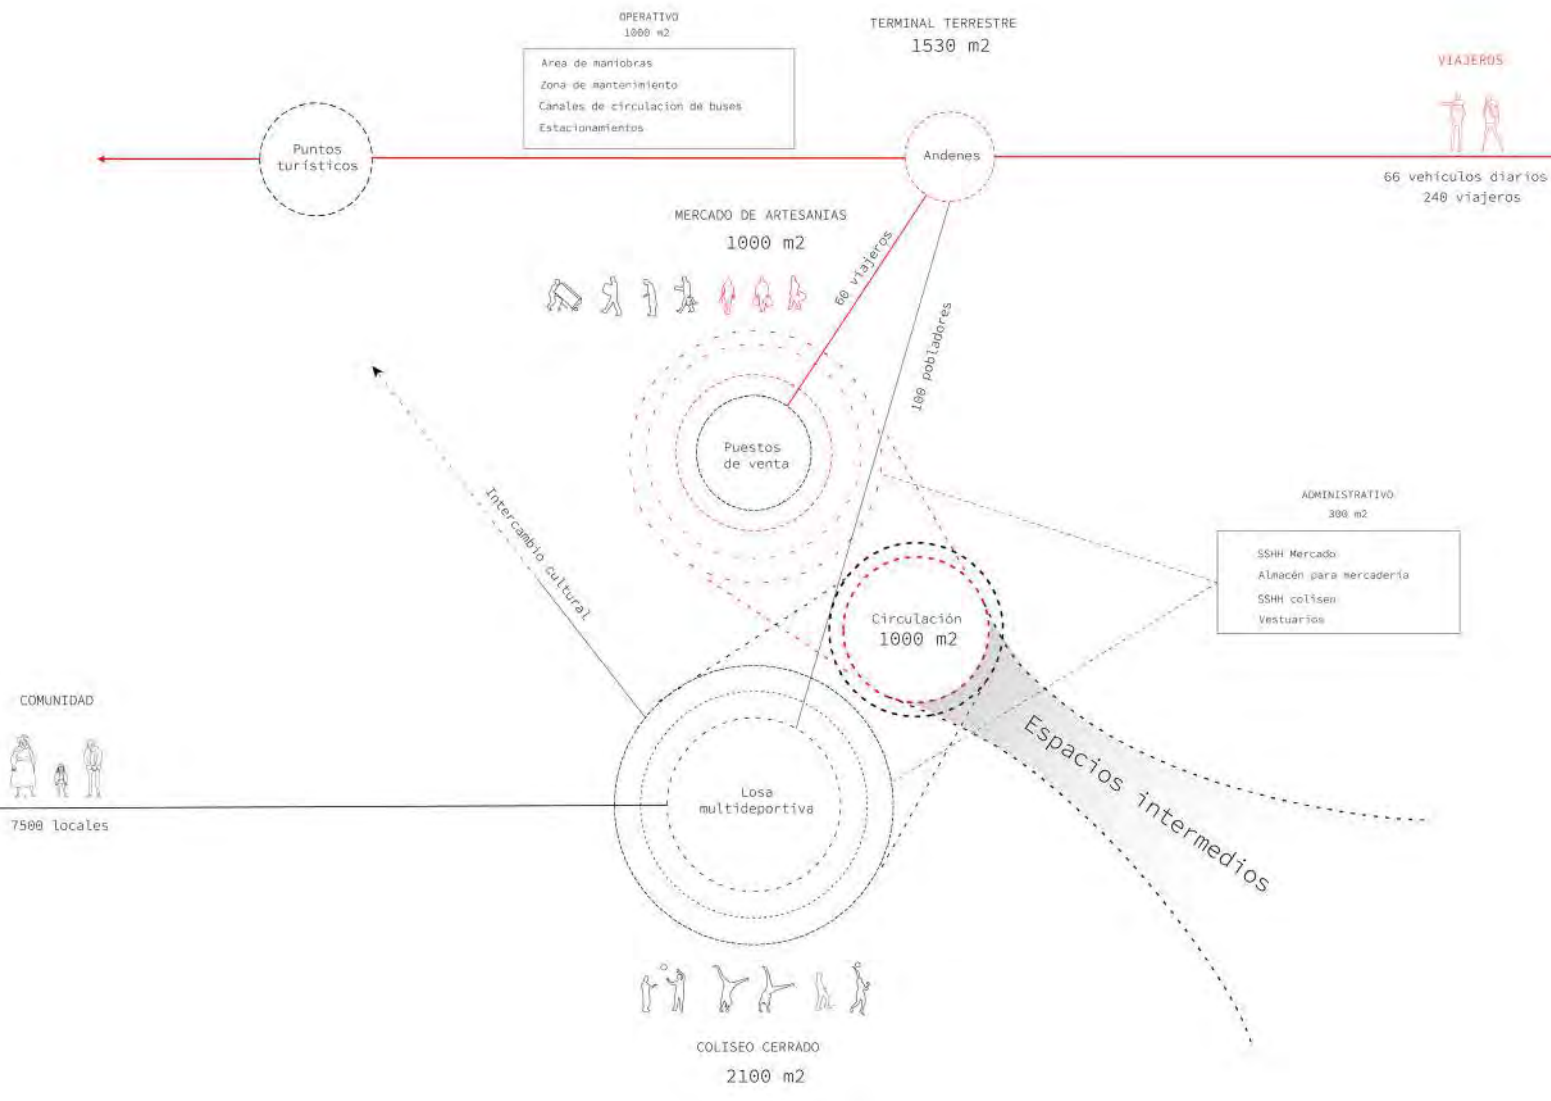 OPERATIVO
1000 m2
Area de maniobras
Zona de mantenimiento
Canales de circulacion de buses
Estacionamientos
TERMINAL TERRESTRE
1530 m2
VIAJEROS
66 vehiculos diarios
240 viajeros
Puntos
turísticos
Andenes
MERCADO DE ARTESANIAS
1000 m2
60 viajeros
100 pobladores
Puestos
de venta
Intercambio cultural
ADMINISTRATIVO
300 m2
SSHH Mercado
Almacén para mercadería
SSHH coliseo
Vestuarios
Circulación
1000 m2
Espacios intermedios
COMUNIDAD
7500 locales
Losa
multideportiva
COLISEO CERRADO
2100 m2